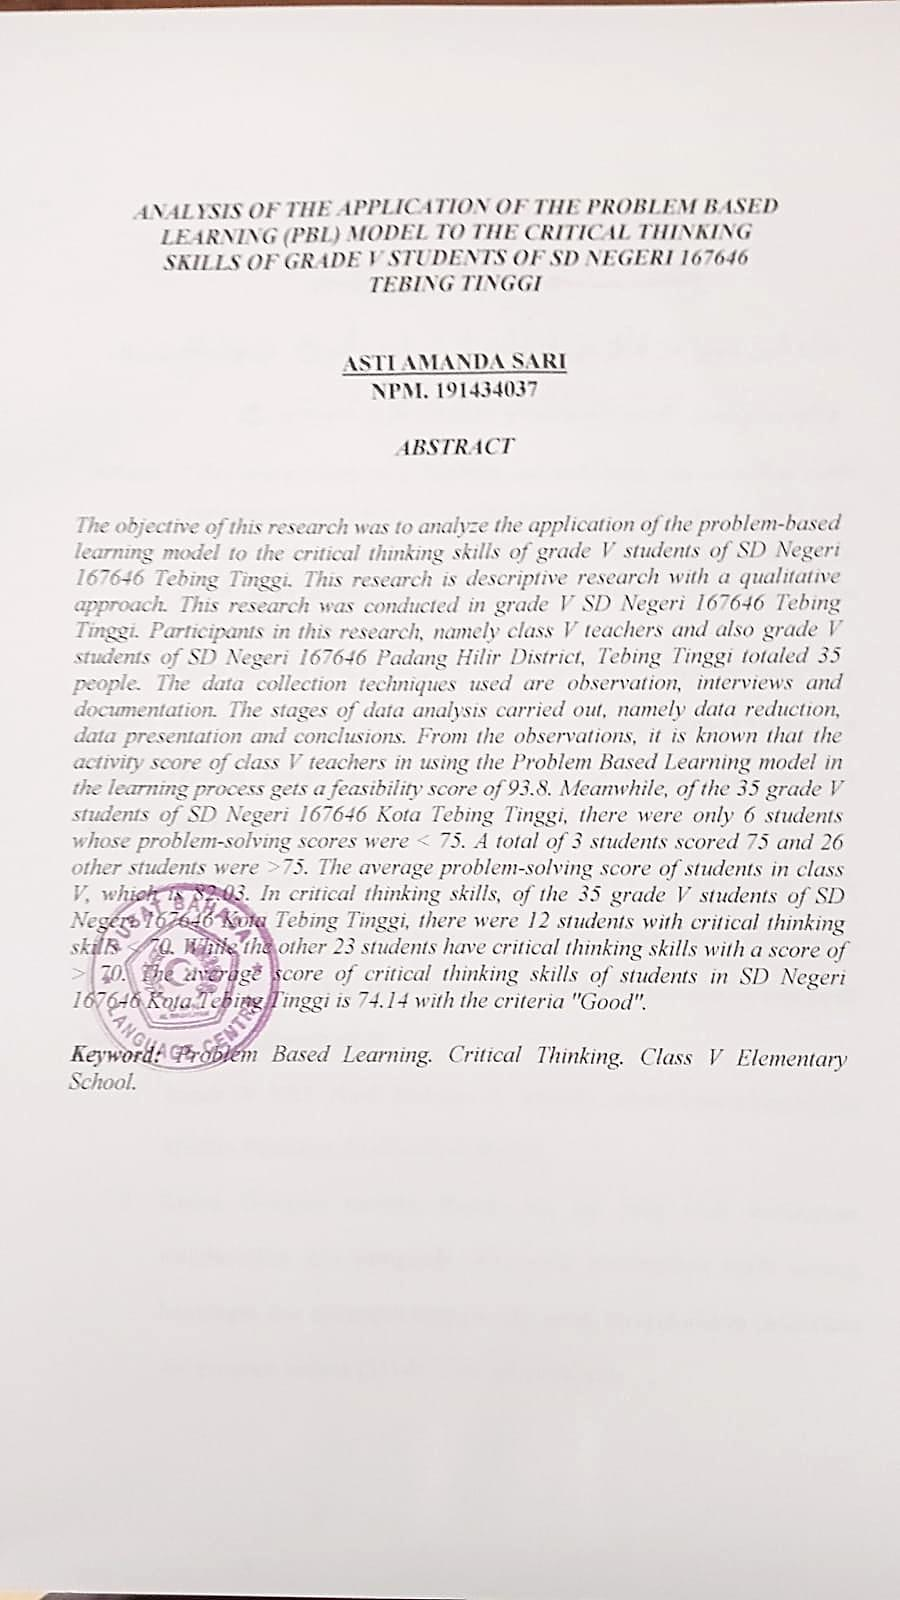 ANALYSIS OF THE APPLICATION OF THE PROBLEM BASED
LEARNING (PBL) MODEL TO THE CRITICAL THINKING
SKILLS OF GRADE V STUDENTS OF SD NEGERI 167646
TEBING TINGGI
ASTI AMANDA SARI
NPM. 191434037
ABSTRACT
The objective of this research was to analyze the application of the problem-based
learning model to the critical thinking skills of grade V students of SD Negeri
167646 Tebing Tinggi. This research is descriptive research with a qualitative
approach. This research was conducted in grade V SD Negeri 167646 Tebing
Tinggi. Participants in this research, namely class V teachers and also grade V
students of SD Negeri 167646 Padang Hilir District, Tebing Tinggi totaled 35
people. The data collection techniques used are observation, interviews and
documentation. The stages of data analysis carried out, namely data reduction,
data presentation and conclusions. From the observations, it is known that the
activity score of class V teachers in using the Problem Based Learning model in
the learning process gets a feasibility score of 93.8. Meanwhile, of the 35 grade V
students of SD Negeri 167646 Kota Tebing Tinggi, there were only 6 students
whose problem-solving scores were < 75. A total of 3 students scored 75 and 26
other students were >75. The average problem-solving score of students in class
V, which is 82.03. In critical thinking skills, of the 35 grade V students of SD
Negeri 167646 Kota Tebing Tinggi, there were 12 students with critical thinking
skills < 70. While the other 23 students have critical thinking skills with a score of
> 70. The average score of critical thinking skills of students in SD Negeri
167646 Kota Tebing Tinggi is 74.14 with the criteria "Good".
Keyword: Problem Based Learning. Critical Thinking. Class V Elementary
School.
PUSAT BAHASA
LANGUAGE CENTRE